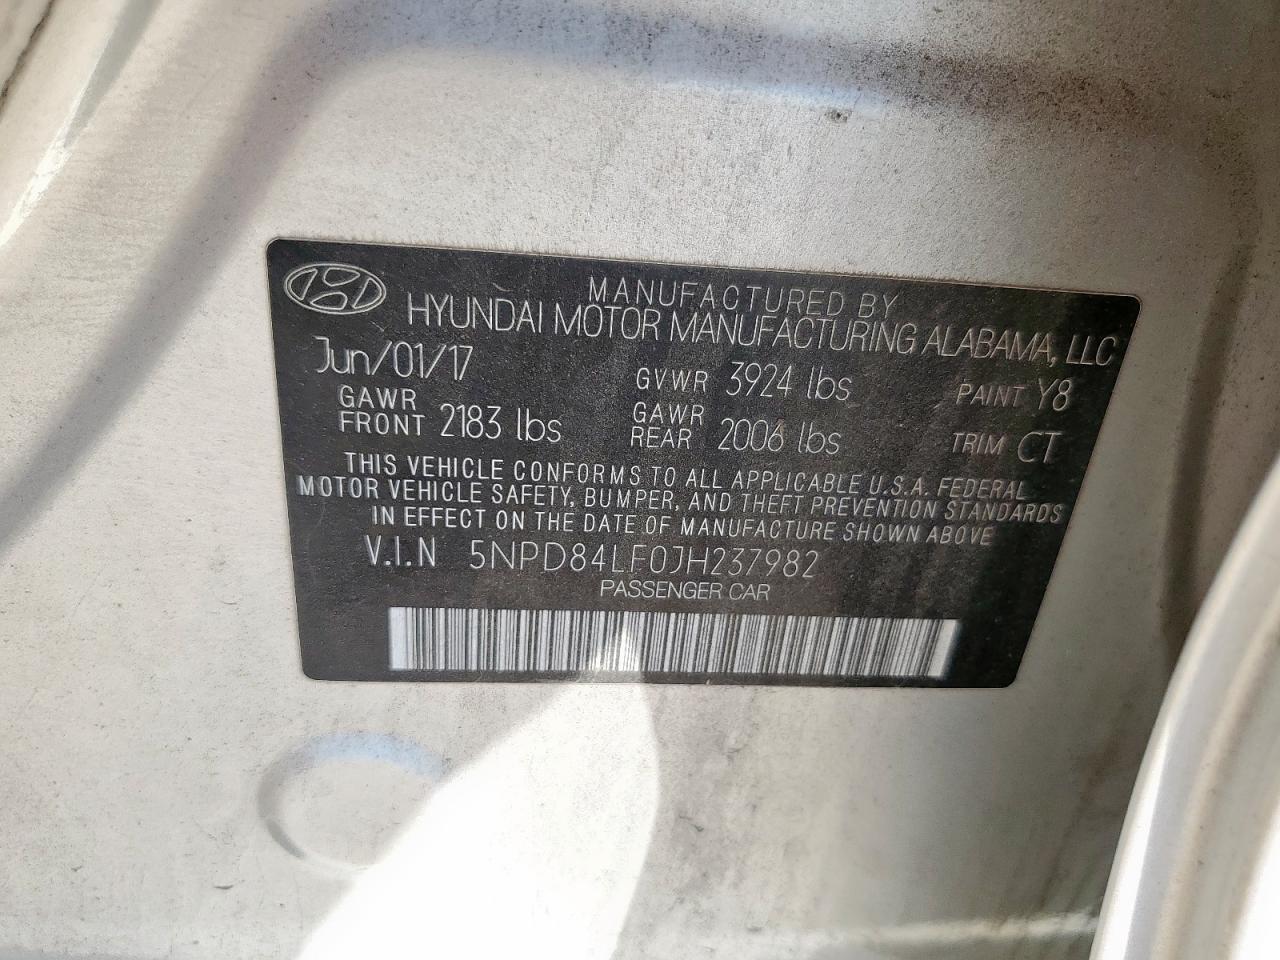 MANUFACTURED BY
HYUNDAI MOTOR MANUFACTURING ALABAMA, LLC
Jun/01/17 GVWR 3924 lbs PAINT Y8
GAWR FRONT 2183 lbs GAWR REAR 2006 lbs TRIM CT
THIS VEHICLE CONFORMS TO ALL APPLICABLE U.S.A. FEDERAL
MOTOR VEHICLE SAFETY, BUMPER, AND THEFT PREVENTION STANDARDS
IN EFFECT ON THE DATE OF MANUFACTURE SHOWN ABOVE
V.I.N 5NPD84LF0JH237982
PASSENGER CAR